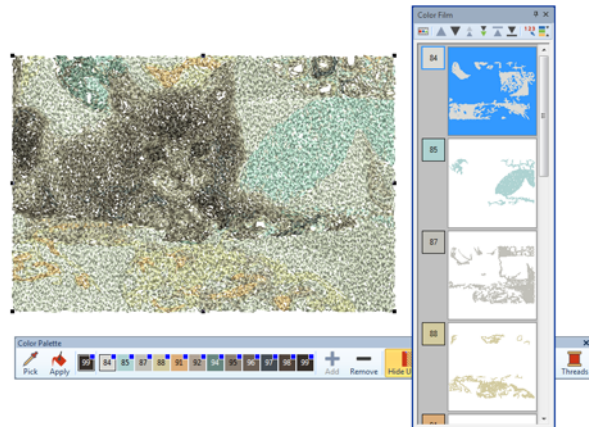 Color Film
84
85
87
88
Color Palette
99 84 85 87 88 91 92 94 95 96 97 98 99
Pick Apply Add Remove Hide U Threads